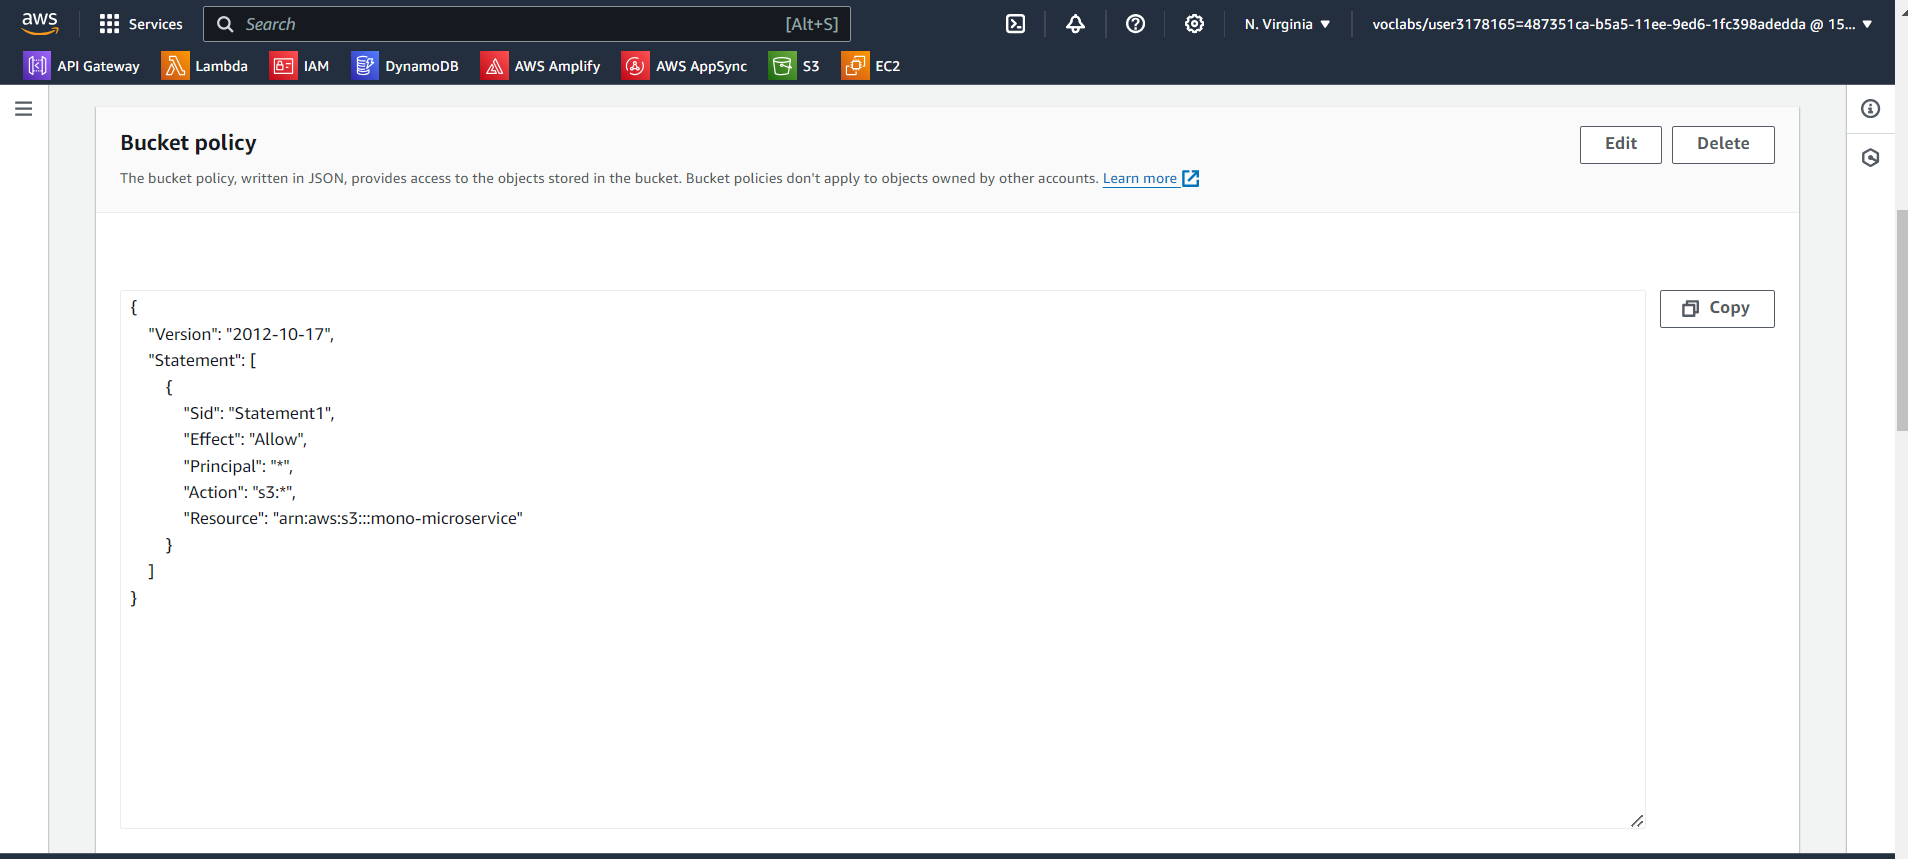 aws
Services
Search
[Alt+S]
N. Virginia
voclabs/user3178165=487351ca-b5a5-11ee-9ed6-1fc398adedda @ 15...
API Gateway
Lambda
IAM
DynamoDB
AWS Amplify
AWS AppSync
S3
EC2
Bucket policy
Edit
Delete
The bucket policy, written in JSON, provides access to the objects stored in the bucket. Bucket policies don't apply to objects owned by other accounts. Learn more
Copy
{
"Version": "2012-10-17",
"Statement": [
{
"Sid": "Statement1",
"Effect": "Allow",
"Principal": "*",
"Action": "s3:*",
"Resource": "arn:aws:s3:::mono-microservice"
}
]
}